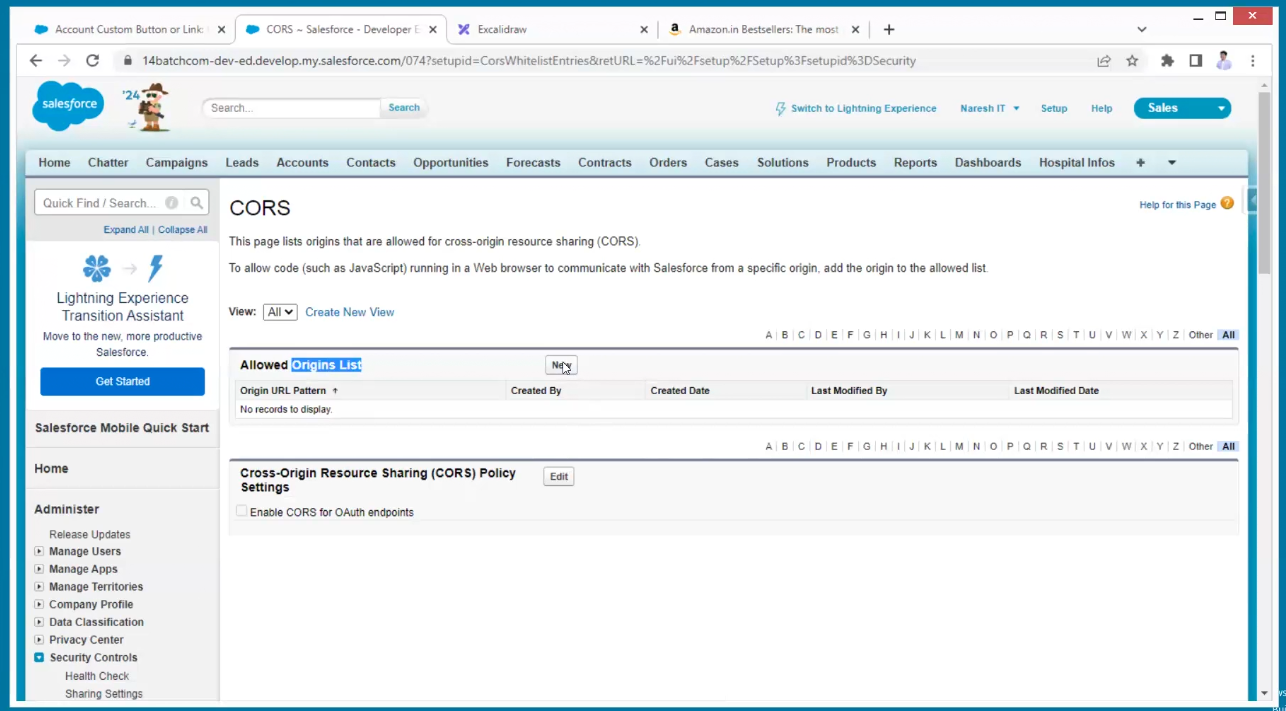 Account Custom Button or Link:
CORS ~ Salesforce - Developer E
Excalidraw
Amazon.in Bestsellers: The most
14batchcom-dev-ed.develop.my.salesforce.com/074?setupid=CorsWhitelistEntries&retURL=%2Fui%2Fsetup%2FSetup%3Fsetupid%3DSecurity
salesforce
'24
Search...
Search
Switch to Lightning Experience
Naresh IT
Setup
Help
Sales
Home Chatter Campaigns Leads Accounts Contacts Opportunities Forecasts Contracts Orders Cases Solutions Products Reports Dashboards Hospital Infos +
Quick Find / Search...
Expand All | Collapse All
Lightning Experience
Transition Assistant
Move to the new, more productive
Salesforce.
Get Started
Salesforce Mobile Quick Start
Home
Administer
Release Updates
Manage Users
Manage Apps
Manage Territories
Company Profile
Data Classification
Privacy Center
Security Controls
Health Check
Sharing Settings
CORS
Help for this Page ?
This page lists origins that are allowed for cross-origin resource sharing (CORS).
To allow code (such as JavaScript) running in a Web browser to communicate with Salesforce from a specific origin, add the origin to the allowed list.
View: All Create New View
A | B | C | D | E | F | G | H | I | J | K | L | M | N | O | P | Q | R | S | T | U | V | W | X | Y | Z | Other All
Allowed Origins List New
Origin URL Pattern ↑ Created By Created Date Last Modified By Last Modified Date
No records to display.
A | B | C | D | E | F | G | H | I | J | K | L | M | N | O | P | Q | R | S | T | U | V | W | X | Y | Z | Other All
Cross-Origin Resource Sharing (CORS) Policy
Settings
Edit
Enable CORS for OAuth endpoints